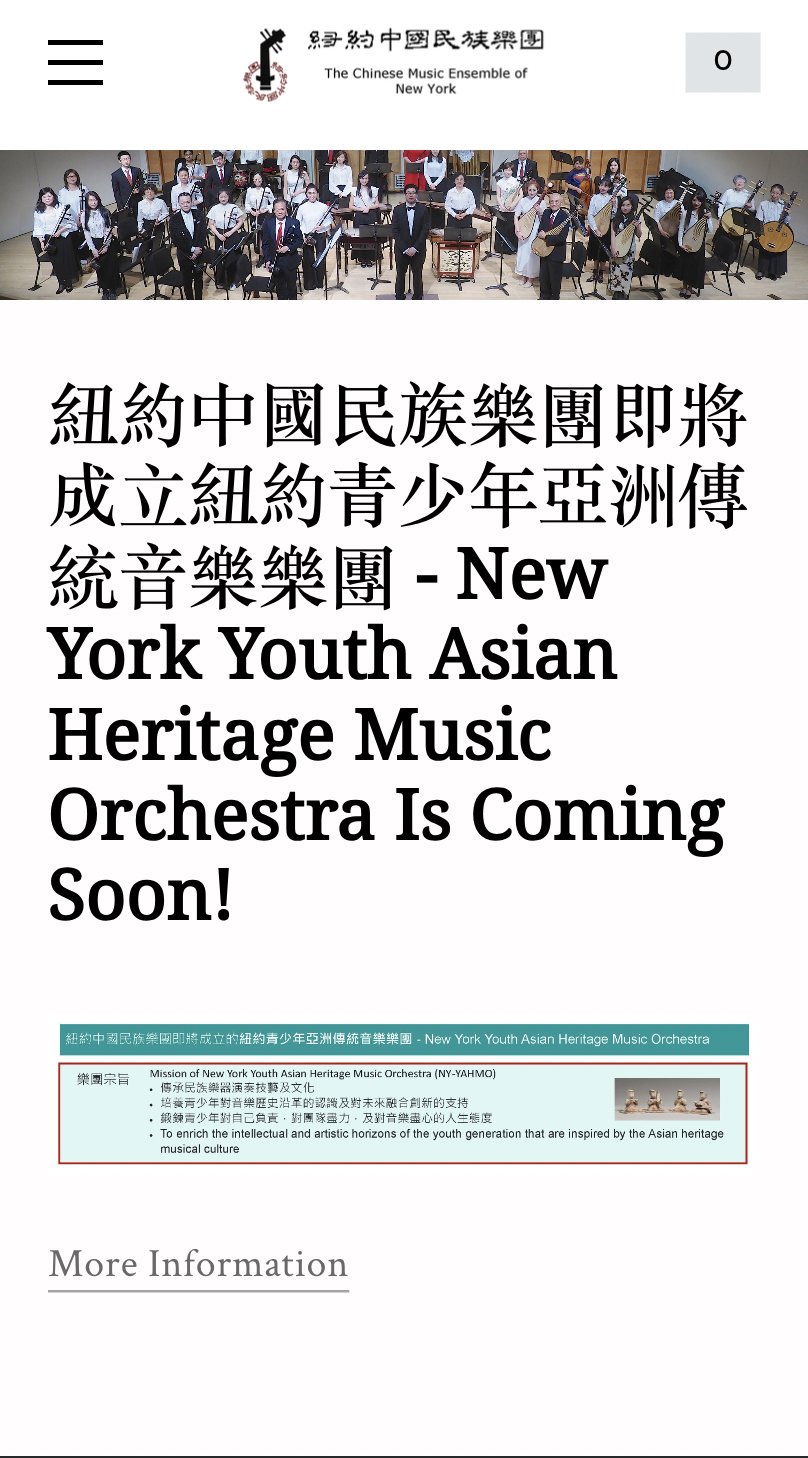 紐約中國民族樂團
The Chinese Music Ensemble of
New York
0
紐約中國民族樂團即將
成立紐約青少年亞洲傳
統音樂樂團 - New
York Youth Asian
Heritage Music
Orchestra Is Coming
Soon!
紐約中國民族樂團即將成立的紐約青少年亞洲傳統音樂樂團 - New York Youth Asian Heritage Music Orchestra
樂團宗旨
Mission of New York Youth Asian Heritage Music Orchestra (NY-YAHMO)
• 傳承民族樂器演奏技藝及文化
• 培養青少年對音樂歷史沿革的認識及對未來融合創新的支持
• 鍛鍊青少年對自己負責，對團隊盡力，及對音樂盡心的人生態度
• To enrich the intellectual and artistic horizons of the youth generation that are inspired by the Asian heritage
musical culture
More Information